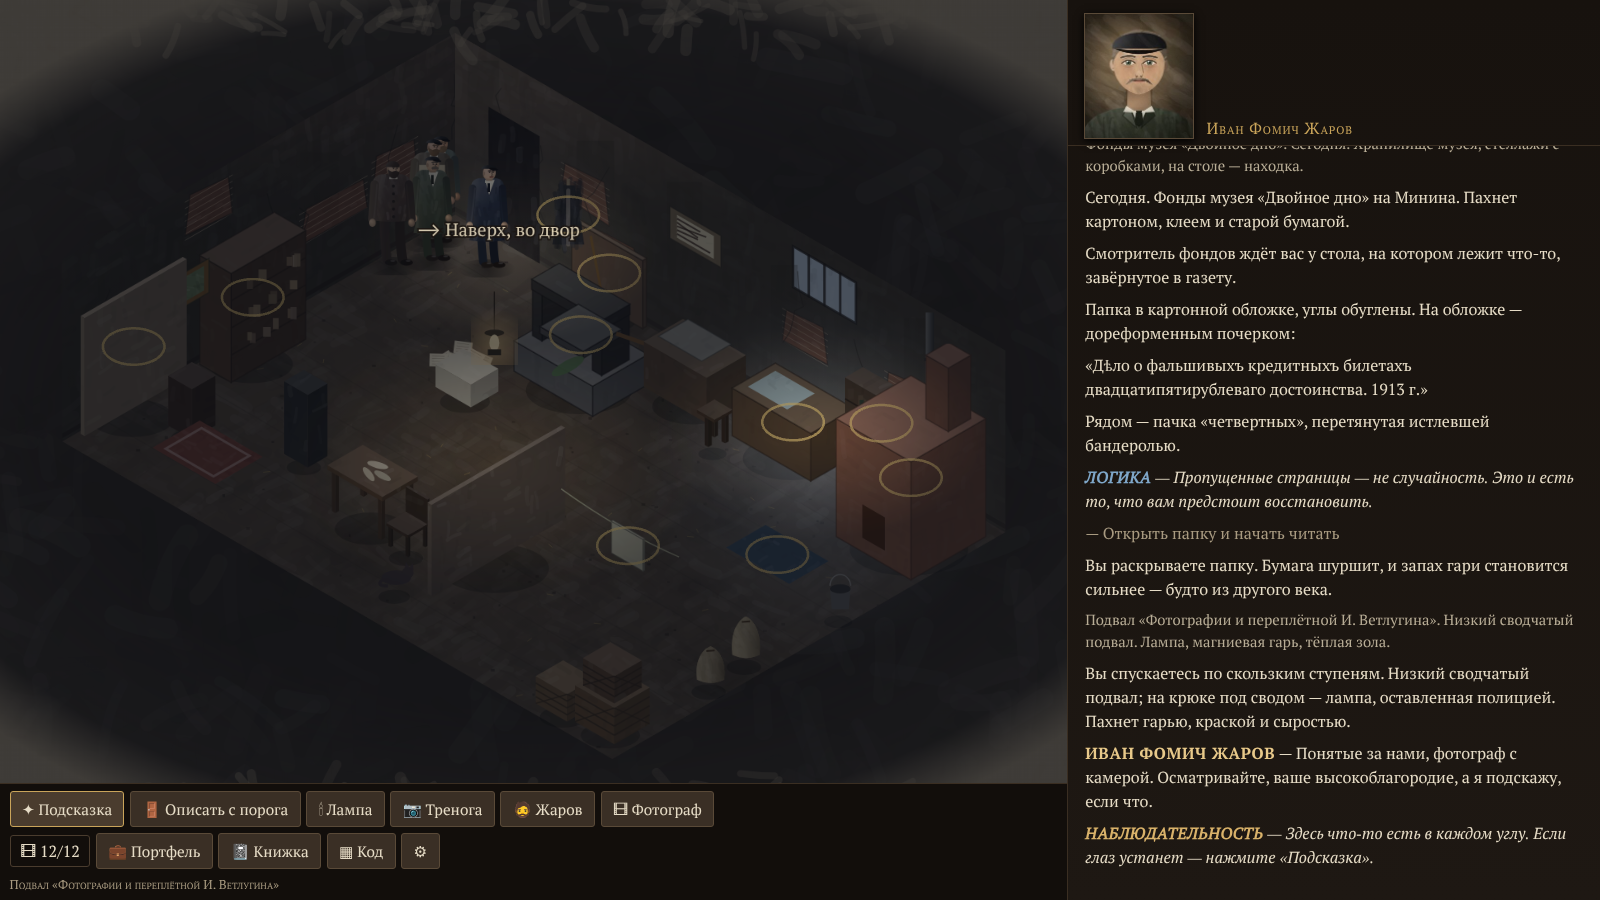 → Наверх, во двор
✦ Подсказка
Описать с порога
Лампа
Тренога
Жаров
Фотограф
12/12
Портфель
Книжка
Код
Подвал «Фотографии и переплётной И. Ветлугина»
Иван Фомич Жаров
Фонды музея «Двойное дно». Сегодня. Хранилище музея, стеллажи с
коробками, на столе — находка.
Сегодня. Фонды музея «Двойное дно» на Минина. Пахнет
картоном, клеем и старой бумагой.
Смотритель фондов ждёт вас у стола, на котором лежит что-то,
завёрнутое в газету.
Папка в картонной обложке, углы обуглены. На обложке —
дореформенным почерком:
«Дѣло о фальшивыхъ кредитныхъ билетахъ
двадцатипятирублеваго достоинства. 1913 г.»
Рядом — пачка «четвертных», перетянутая истлевшей
бандеролью.
ЛОГИКА — Пропущенные страницы — не случайность. Это и есть
то, что вам предстоит восстановить.
— Открыть папку и начать читать
Вы раскрываете папку. Бумага шуршит, и запах гари становится
сильнее — будто из другого века.
Подвал «Фотографии и переплётной И. Ветлугина». Низкий сводчатый
подвал. Лампа, магниевая гарь, тёплая зола.
Вы спускаетесь по скользким ступеням. Низкий сводчатый
подвал; на крюке под сводом — лампа, оставленная полицией.
Пахнет гарью, краской и сыростью.
ИВАН ФОМИЧ ЖАРОВ — Понятые за нами, фотограф с
камерой. Осматривайте, ваше высокоблагородие, а я подскажу,
если что.
НАБЛЮДАТЕЛЬНОСТЬ — Здесь что-то есть в каждом углу. Если
глаз устанет — нажмите «Подсказка».